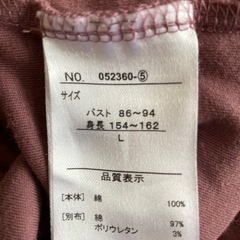 NO. 052360-⑤
サイズ
バスト 86～94
身長 154～162
L
品質表示
[本体] 綿 100%
[別布] 綿 97%
ポリウレタン 3%